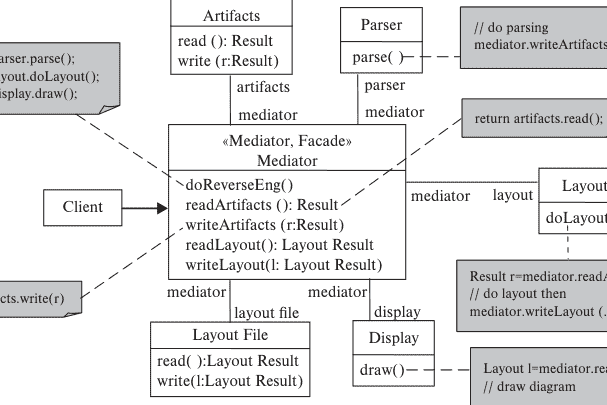 Artifacts
read (): Result
write (r:Result)
Parser
parse( )
// do parsing
mediator.writeArtifacts
arser.parse();
yout.doLayout();
isplay.draw();
artifacts
mediator
parser
mediator
return artifacts.read();
«Mediator, Facade»
Mediator
doReverseEng()
readArtifacts (): Result
writeArtifacts (r:Result)
readLayout(): Layout Result
writeLayout(l: Layout Result)
Client
mediator
layout
Layou
doLayou
cts.write(r)
mediator
layout file
mediator
display
Result r=mediator.readA
// do layout then
mediator.writeLayout (.
Layout File
read( ):Layout Result
write(l:Layout Result)
Display
draw()
Layout l=mediator.rea
// draw diagram